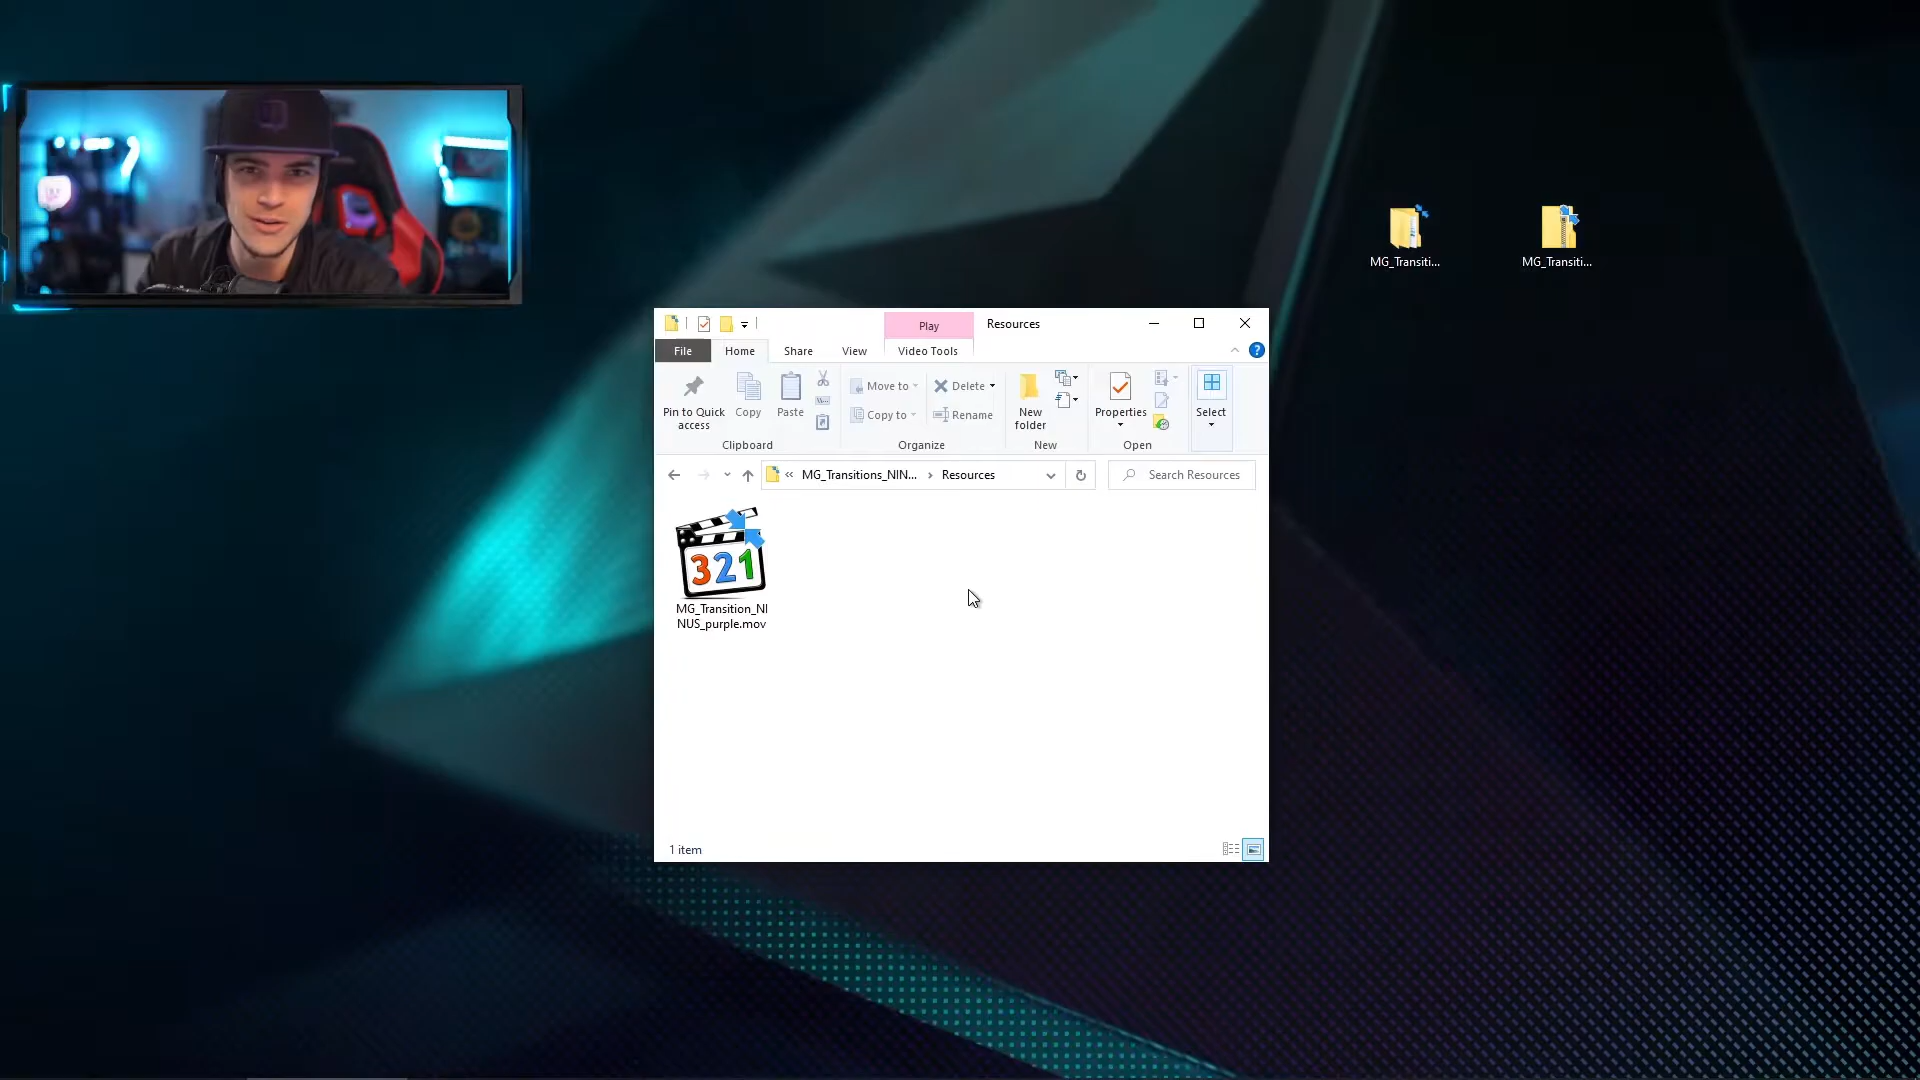 MG_Transiti...
MG_Transiti...
Play
Resources
File
Home
Share
View
Video Tools
Pin to Quick
access
Copy
Paste
Move to
Copy to
Delete
Rename
New
folder
Properties
Select
Clipboard
Organize
New
Open
MG_Transitions_NIN...
Resources
Search Resources
321
MG_Transition_NI
NUS_purple.mov
1 item